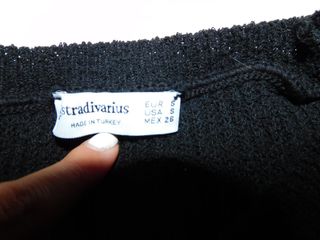 stradivarius
MADE IN TURKEY
EUR S
USA S
MEX 26